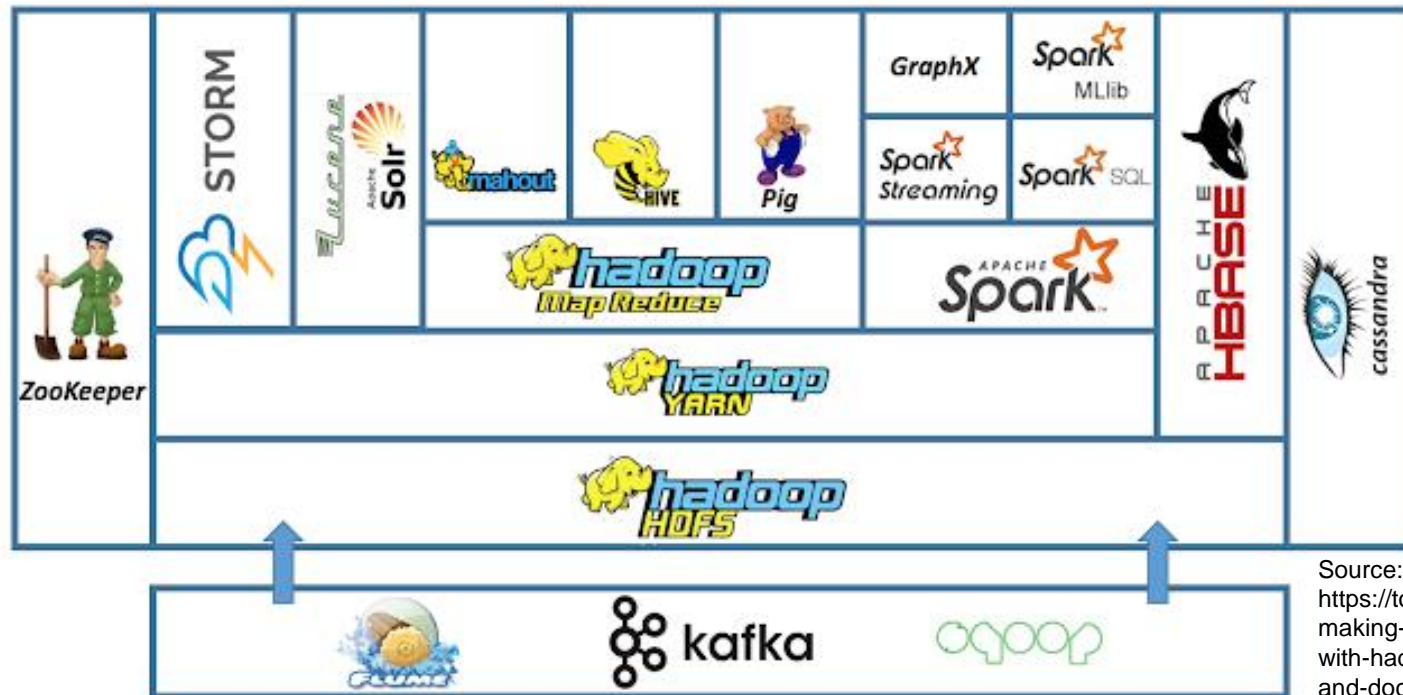 ZooKeeper
STORM
Lucene
Apache
Solr
mahout
HIVE
Pig
GraphX
Spark
MLlib
Spark
Streaming
Spark SQL
hadoop
Map Reduce
APACHE
Spark
APACHE
HBASE
cassandra
hadoop
YARN
hadoop
HDFS
FLUME
kafka
sqoop
Source:
https://to
making-
with-had
and-doc